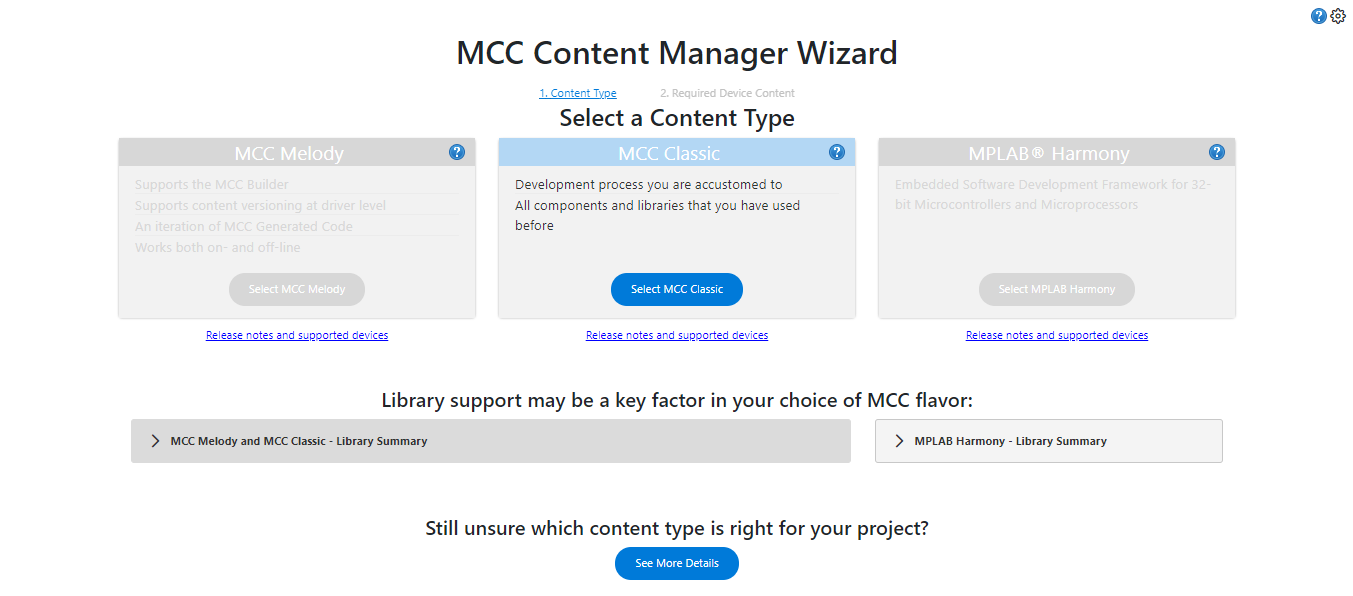 MCC Content Manager Wizard
1. Content Type
2. Required Device Content
Select a Content Type
MCC Melody
Supports the MCC Builder
Supports content versioning at driver level
An iteration of MCC Generated Code
Works both on- and off-line
Select MCC Melody
Release notes and supported devices
MCC Classic
Development process you are accustomed to
All components and libraries that you have used
before
Select MCC Classic
Release notes and supported devices
MPLAB® Harmony
Embedded Software Development Framework for 32-
bit Microcontrollers and Microprocessors
Select MPLAB Harmony
Release notes and supported devices
Library support may be a key factor in your choice of MCC flavor:
MCC Melody and MCC Classic - Library Summary
MPLAB Harmony - Library Summary
Still unsure which content type is right for your project?
See More Details